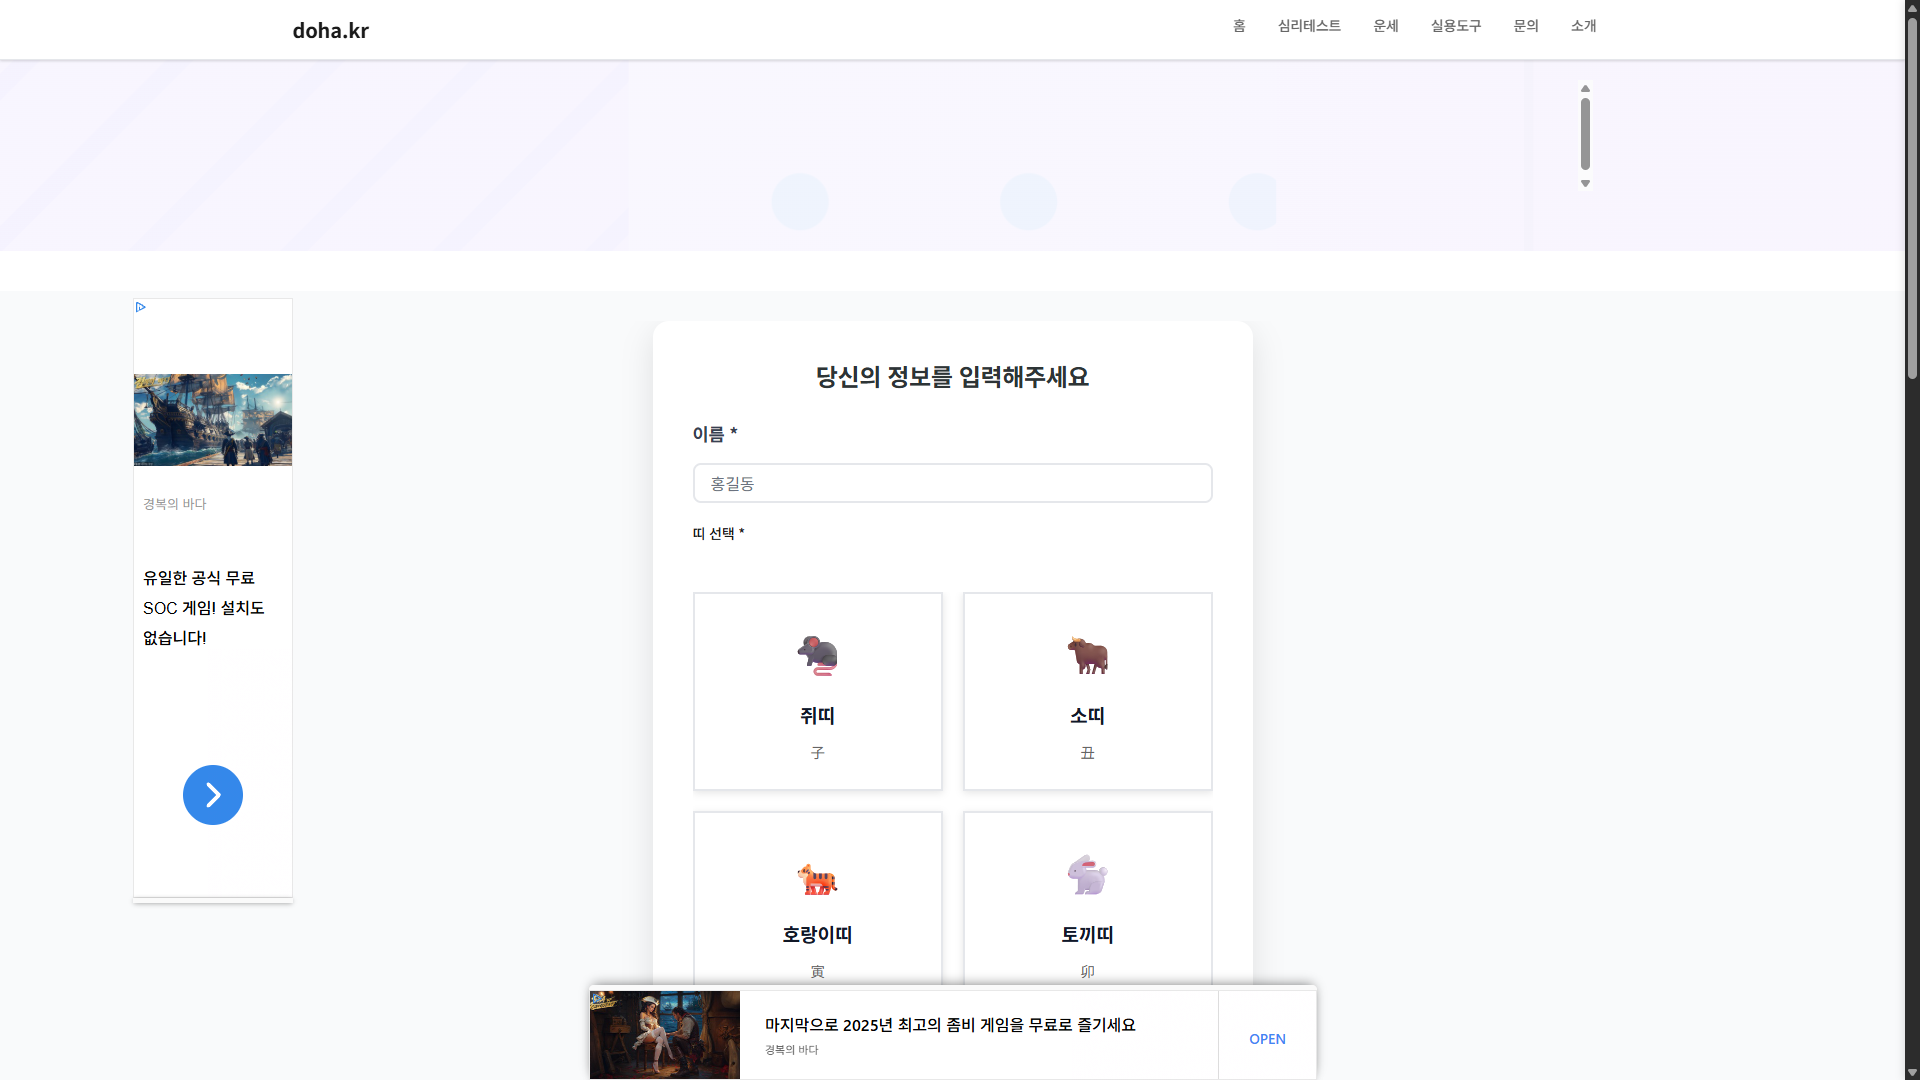 doha.kr
홈
심리테스트
운세
실용도구
문의
소개
경복의 바다
유일한 공식 무료
SOC 게임! 설치도
없습니다!
당신의 정보를 입력해주세요
이름 *
홍길동
띠 선택 *
쥐띠
子
소띠
丑
호랑이띠
寅
토끼띠
卯
마지막으로 2025년 최고의 좀비 게임을 무료로 즐기세요
경복의 바다
OPEN